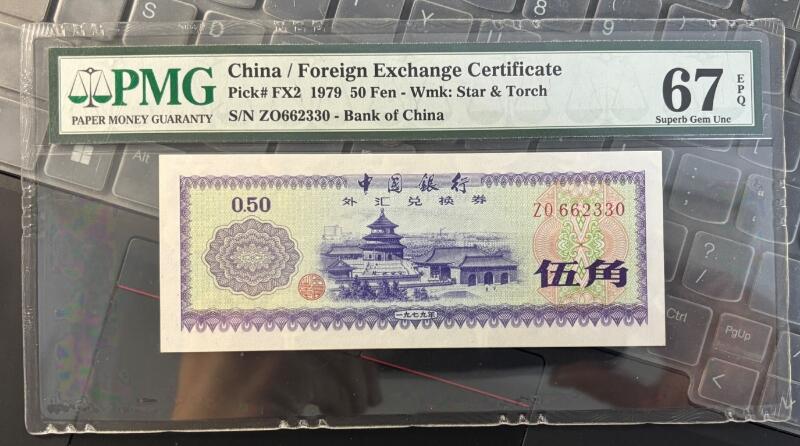 PMG
PAPER MONEY GUARANTY
China / Foreign Exchange Certificate
Pick# FX2 1979 50 Fen - Wmk: Star & Torch
S/N ZO662330 - Bank of China
67
EPQ
Superb Gem Unc
中国银行
外汇兑换券
0.50
ZO 662330
伍角
一九七九年
Alt
Ctrl
PgUp